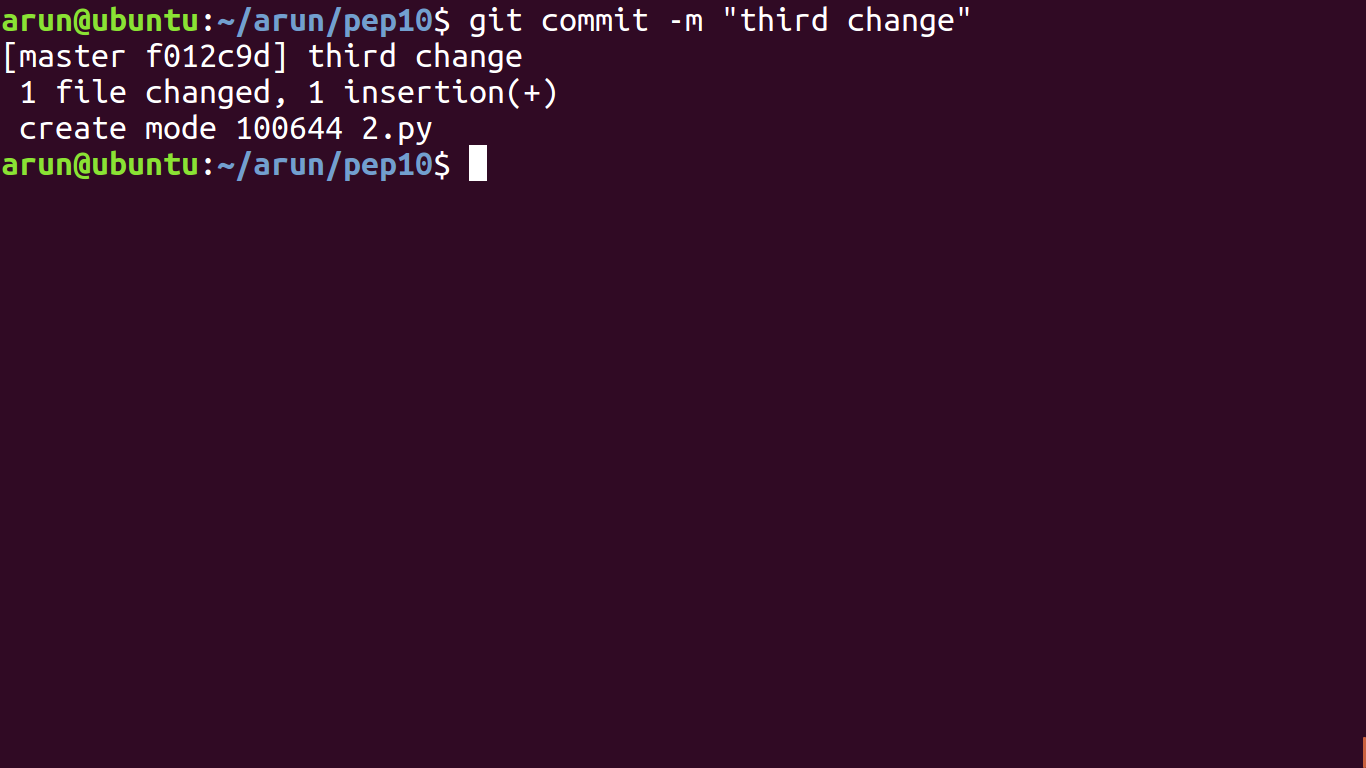 arun@ubuntu:~/arun/pep10$ git commit -m "third change"
[master f012c9d] third change
 1 file changed, 1 insertion(+)
 create mode 100644 2.py
arun@ubuntu:~/arun/pep10$